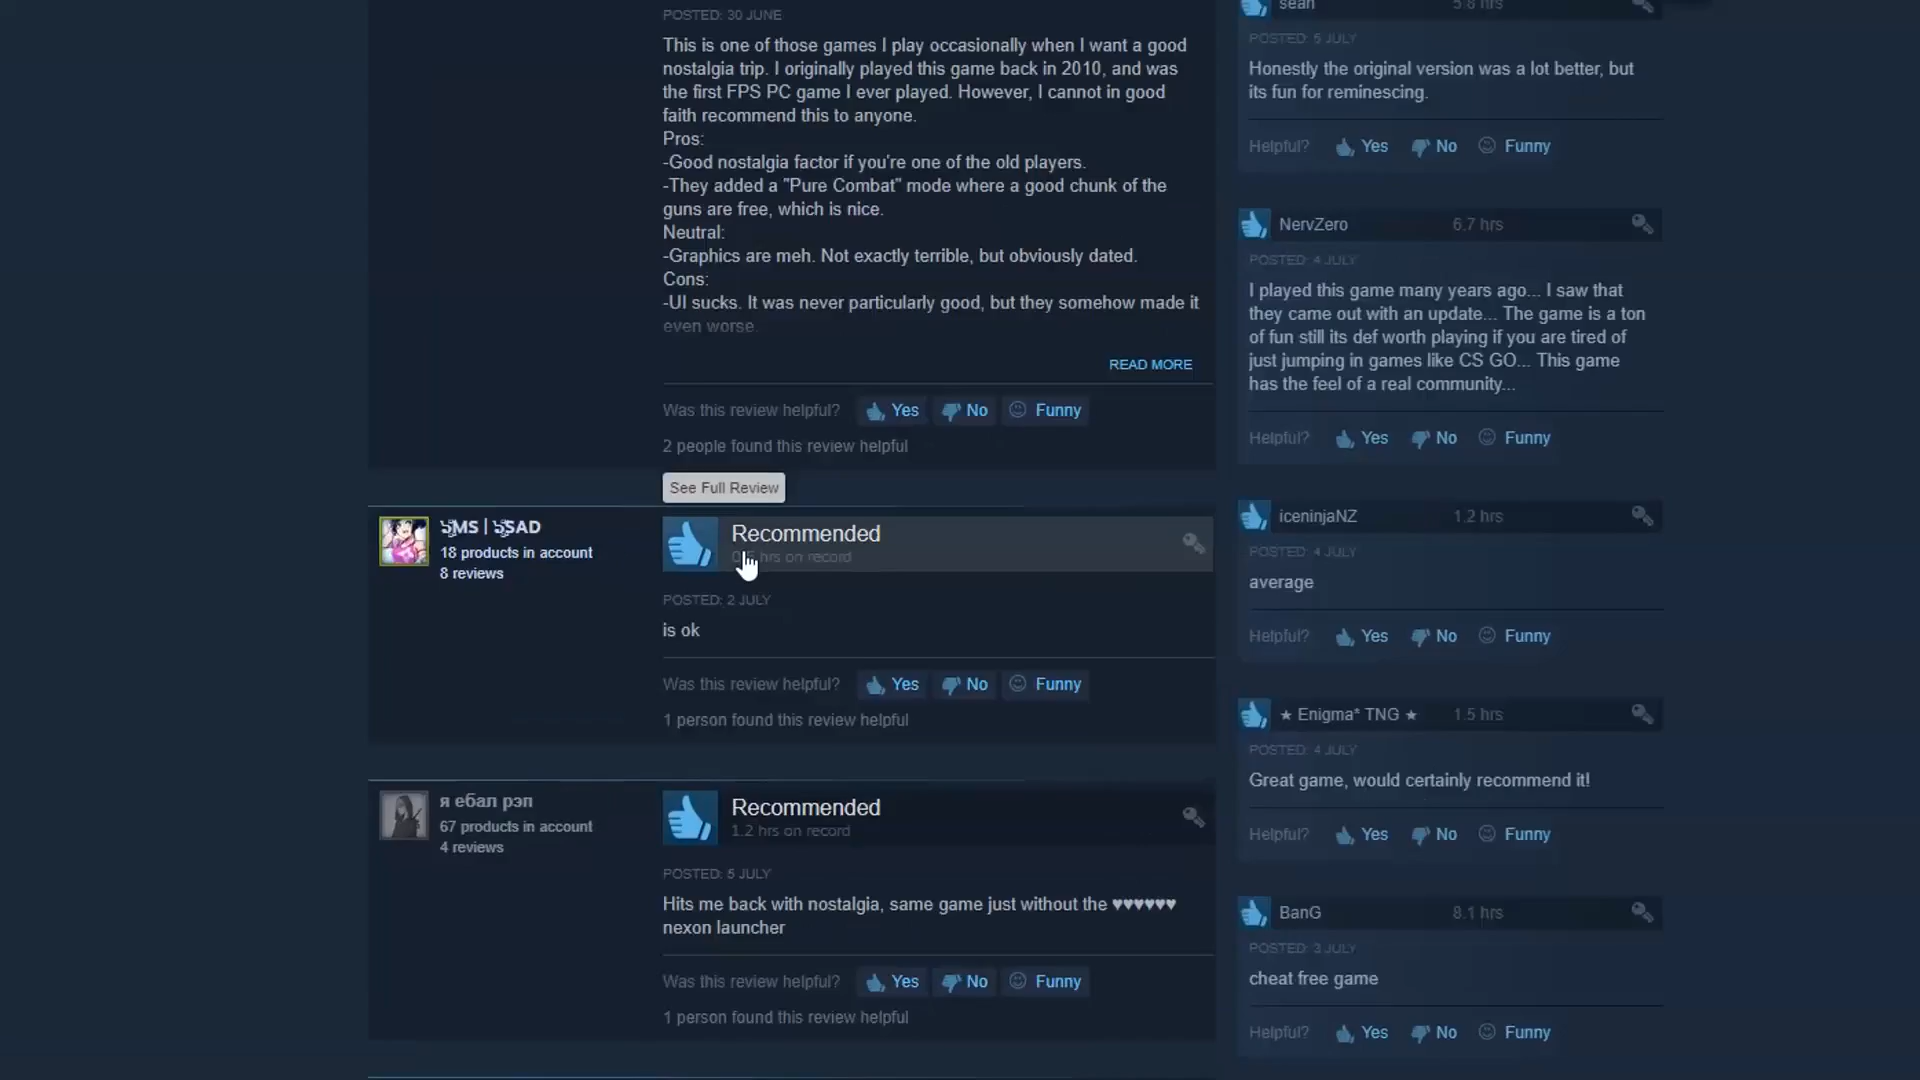 POSTED: 30 JUNE
This is one of those games I play occasionally when I want a good
nostalgia trip. I originally played this game back in 2010, and was
the first FPS PC game I ever played. However, I cannot in good
faith recommend this to anyone.
Pros:
-Good nostalgia factor if you're one of the old players.
-They added a "Pure Combat" mode where a good chunk of the
guns are free, which is nice.
Neutral:
-Graphics are meh. Not exactly terrible, but obviously dated.
Cons:
-UI sucks. It was never particularly good, but they somehow made it
even worse.
READ MORE
Was this review helpful? Yes No Funny
2 people found this review helpful
See Full Review
MS | SAD
18 products in account
8 reviews
Recommended
hrs on record
POSTED: 2 JULY
is ok
Was this review helpful? Yes No Funny
1 person found this review helpful
я ебал рэп
67 products in account
4 reviews
Recommended
1.2 hrs on record
POSTED: 5 JULY
Hits me back with nostalgia, same game just without the ♥♥♥♥♥♥
nexon launcher
Was this review helpful? Yes No Funny
1 person found this review helpful
sean 5.8 hrs
POSTED: 5 JULY
Honestly the original version was a lot better, but
its fun for reminescing.
Helpful? Yes No Funny
NervZero 6.7 hrs
POSTED: 4 JULY
I played this game many years ago... I saw that
they came out with an update... The game is a ton
of fun still its def worth playing if you are tired of
just jumping in games like CS GO... This game
has the feel of a real community...
Helpful? Yes No Funny
iceninjaNZ 1.2 hrs
POSTED: 4 JULY
average
Helpful? Yes No Funny
★ Enigma* TNG ★ 1.5 hrs
POSTED: 4 JULY
Great game, would certainly recommend it!
Helpful? Yes No Funny
BanG 8.1 hrs
POSTED: 3 JULY
cheat free game
Helpful? Yes No Funny